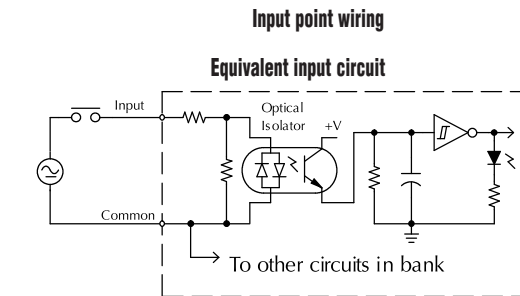 Input point wiring
Equivalent input circuit
Input
Optical
Isolator
+V
Common
To other circuits in bank